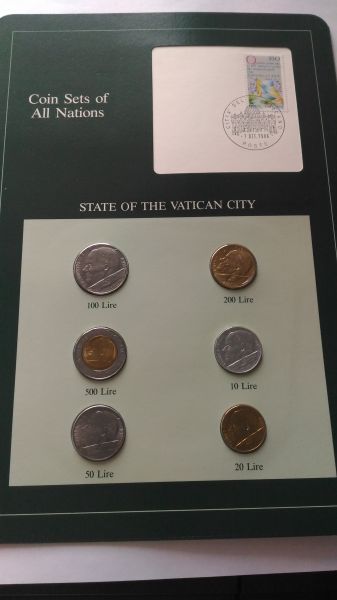 Coin Sets of
All Nations
STATE OF THE VATICAN CITY
100 Lire
200 Lire
500 Lire
10 Lire
50 Lire
20 Lire
POSTE